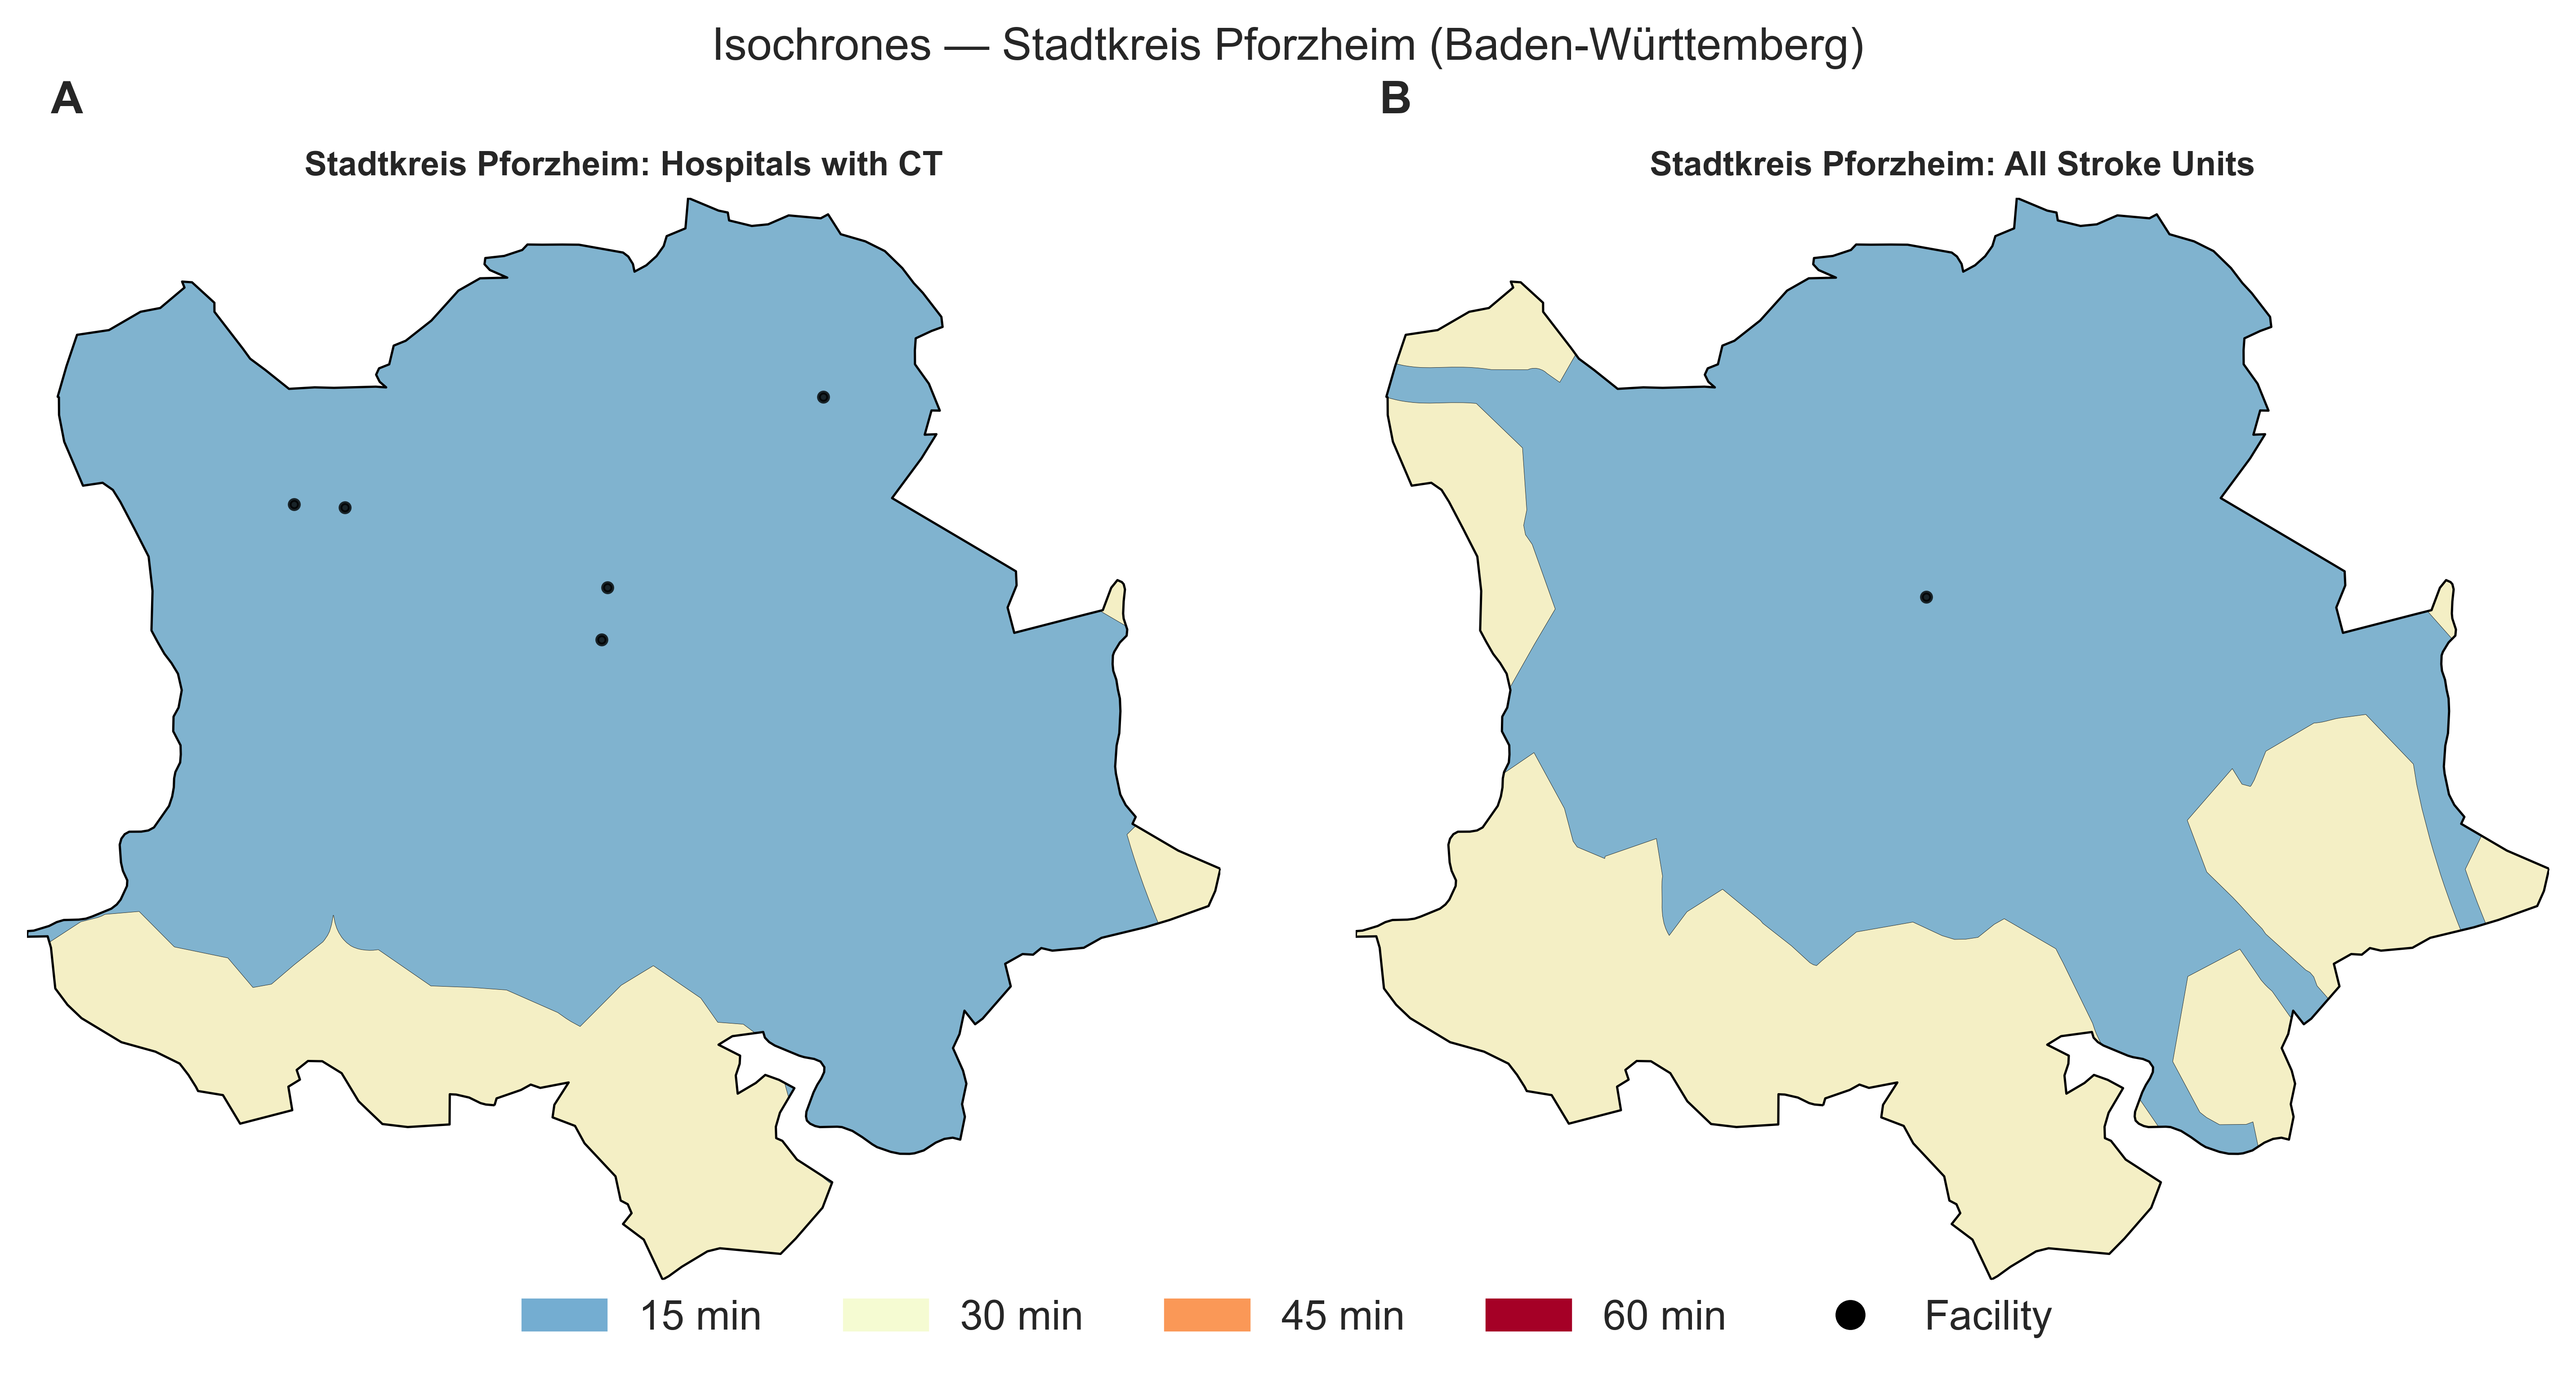 Isochrones — Stadtkreis Pforzheim (Baden-Württemberg)
A
B
Stadtkreis Pforzheim: Hospitals with CT
Stadtkreis Pforzheim: All Stroke Units
15 min
30 min
45 min
60 min
Facility